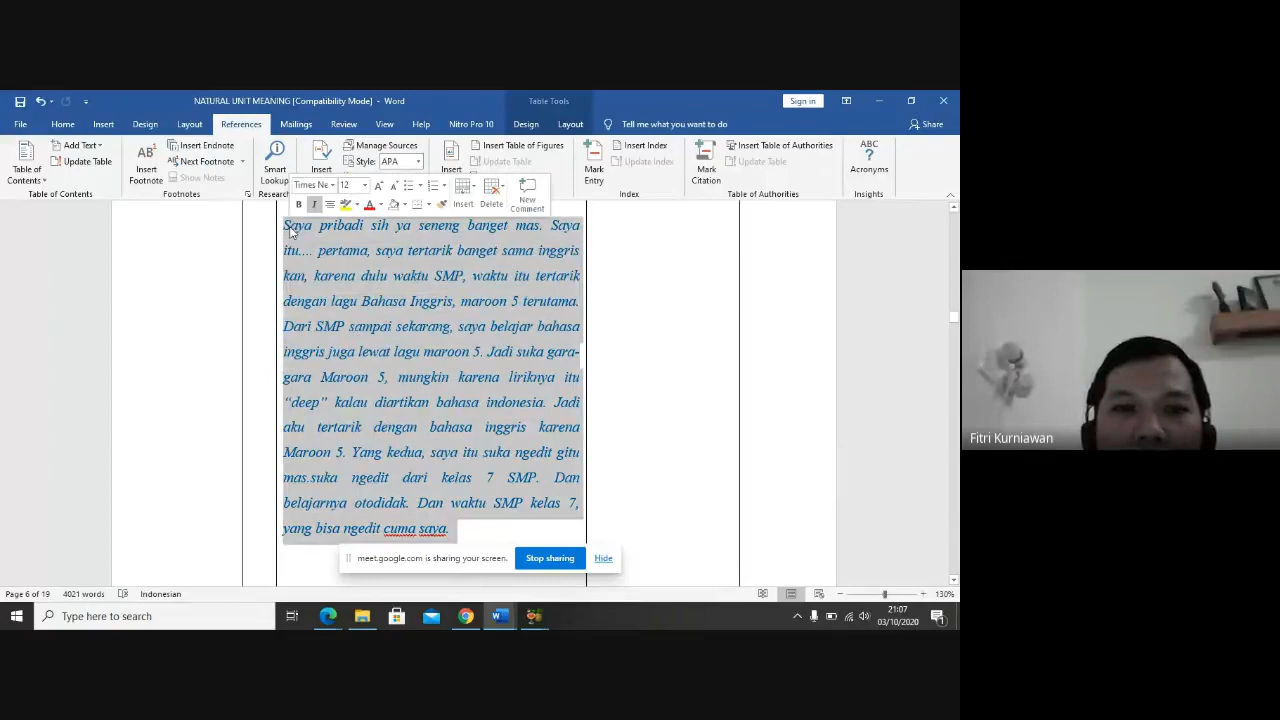 NATURAL UNIT MEANING [Compatibility Mode] - Word
Table Tools
Sign in
File Home Insert Design Layout References Mailings Review View Help Nitro Pro 10 Design Layout Tell me what you want to do Share
Table of Contents
Add Text
Update Table
Table of Contents
AB1
Insert Footnote
Insert Endnote
Next Footnote
Show Notes
Footnotes
Smart Lookup
Research
Insert
Manage Sources
Style: APA
Insert
Insert Table of Figures
Update Table
Mark Entry
Insert Index
Update Index
Index
Mark Citation
Insert Table of Authorities
Update Table
Table of Authorities
ABC
?
Acronyms
Insights
Times Ne 12
B I Insert Delete
New Comment
Saya pribadi sih ya seneng banget mas. Saya
itu.... pertama, saya tertarik banget sama inggris
kan, karena dulu waktu SMP, waktu itu tertarik
dengan lagu Bahasa Inggris, maroon 5 terutama.
Dari SMP sampai sekarang, saya belajar bahasa
inggris juga lewat lagu maroon 5. Jadi suka gara-
gara Maroon 5, mungkin karena liriknya itu
“deep” kalau diartikan bahasa indonesia. Jadi
aku tertarik dengan bahasa inggris karena
Maroon 5. Yang kedua, saya itu suka ngedit gitu
mas.suka ngedit dari kelas 7 SMP. Dan
belajarnya otodidak. Dan waktu SMP kelas 7,
yang bisa ngedit cuma saya.
meet.google.com is sharing your screen. Stop sharing Hide
Page 6 of 19 4021 words Indonesian 130%
Type here to search
21:07
03/10/2020
1
Fitri Kurniawan